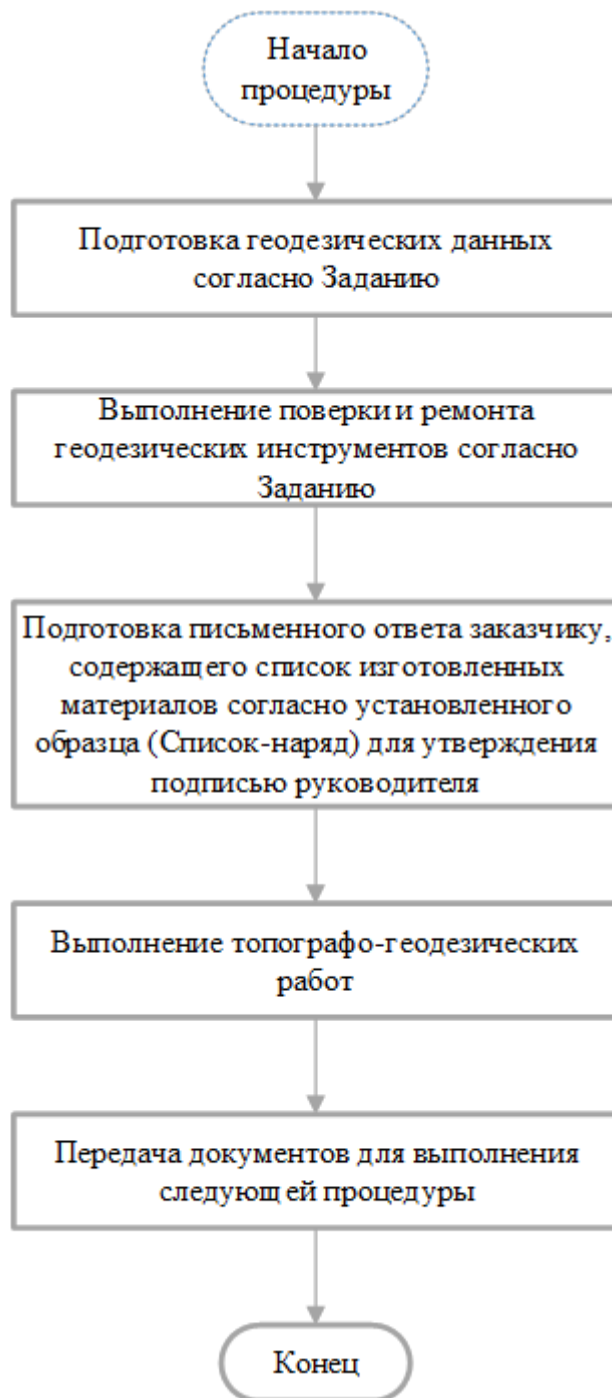 Начало
процедуры
Подготовка геодезических данных
согласно Заданию
Выполнение поверки и ремонта
геодезических инструментов согласно
Заданию
Подготовка письменного ответа заказчику,
содержащего список изготовленных
материалов согласно установленного
образца (Список-наряд) для утверждения
подписью руководителя
Выполнение топографо-геодезических
работ
Передача документов для выполнения
следующей процедуры
Конец